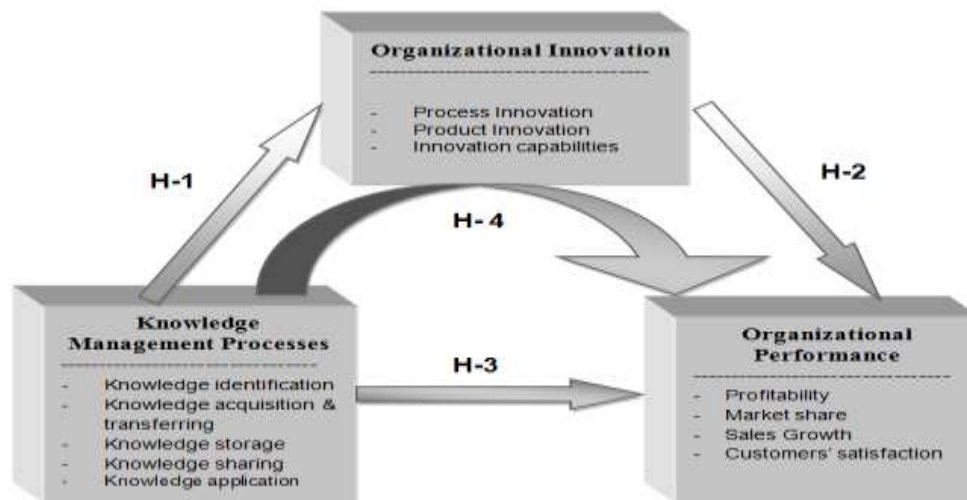 Organizational Innovation
- Process Innovation
- Product Innovation
- Innovation capabilities
H-1
H-2
H- 4
Knowledge
Management Processes
- Knowledge identification
- Knowledge acquisition &
transferring
- Knowledge storage
- Knowledge sharing
- Knowledge application
H-3
Organizational
Performance
- Profitability
- Market share
- Sales Growth
- Customers' satisfaction